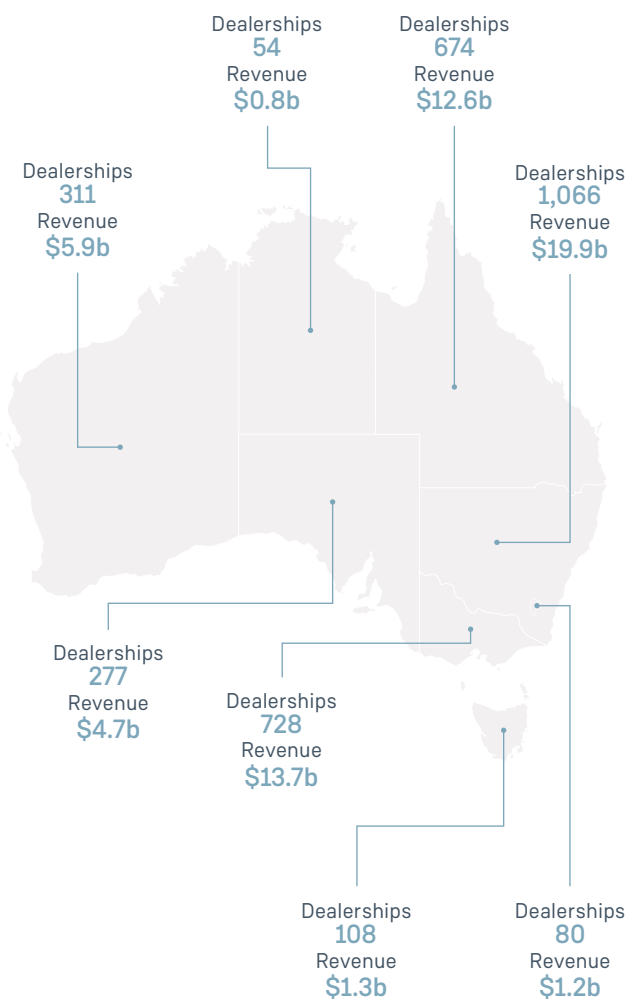 Dealerships
54
Revenue
$0.8b
Dealerships
674
Revenue
$12.6b
Dealerships
311
Revenue
$5.9b
Dealerships
1,066
Revenue
$19.9b
Dealerships
277
Revenue
$4.7b
Dealerships
728
Revenue
$13.7b
Dealerships
108
Revenue
$1.3b
Dealerships
80
Revenue
$1.2b